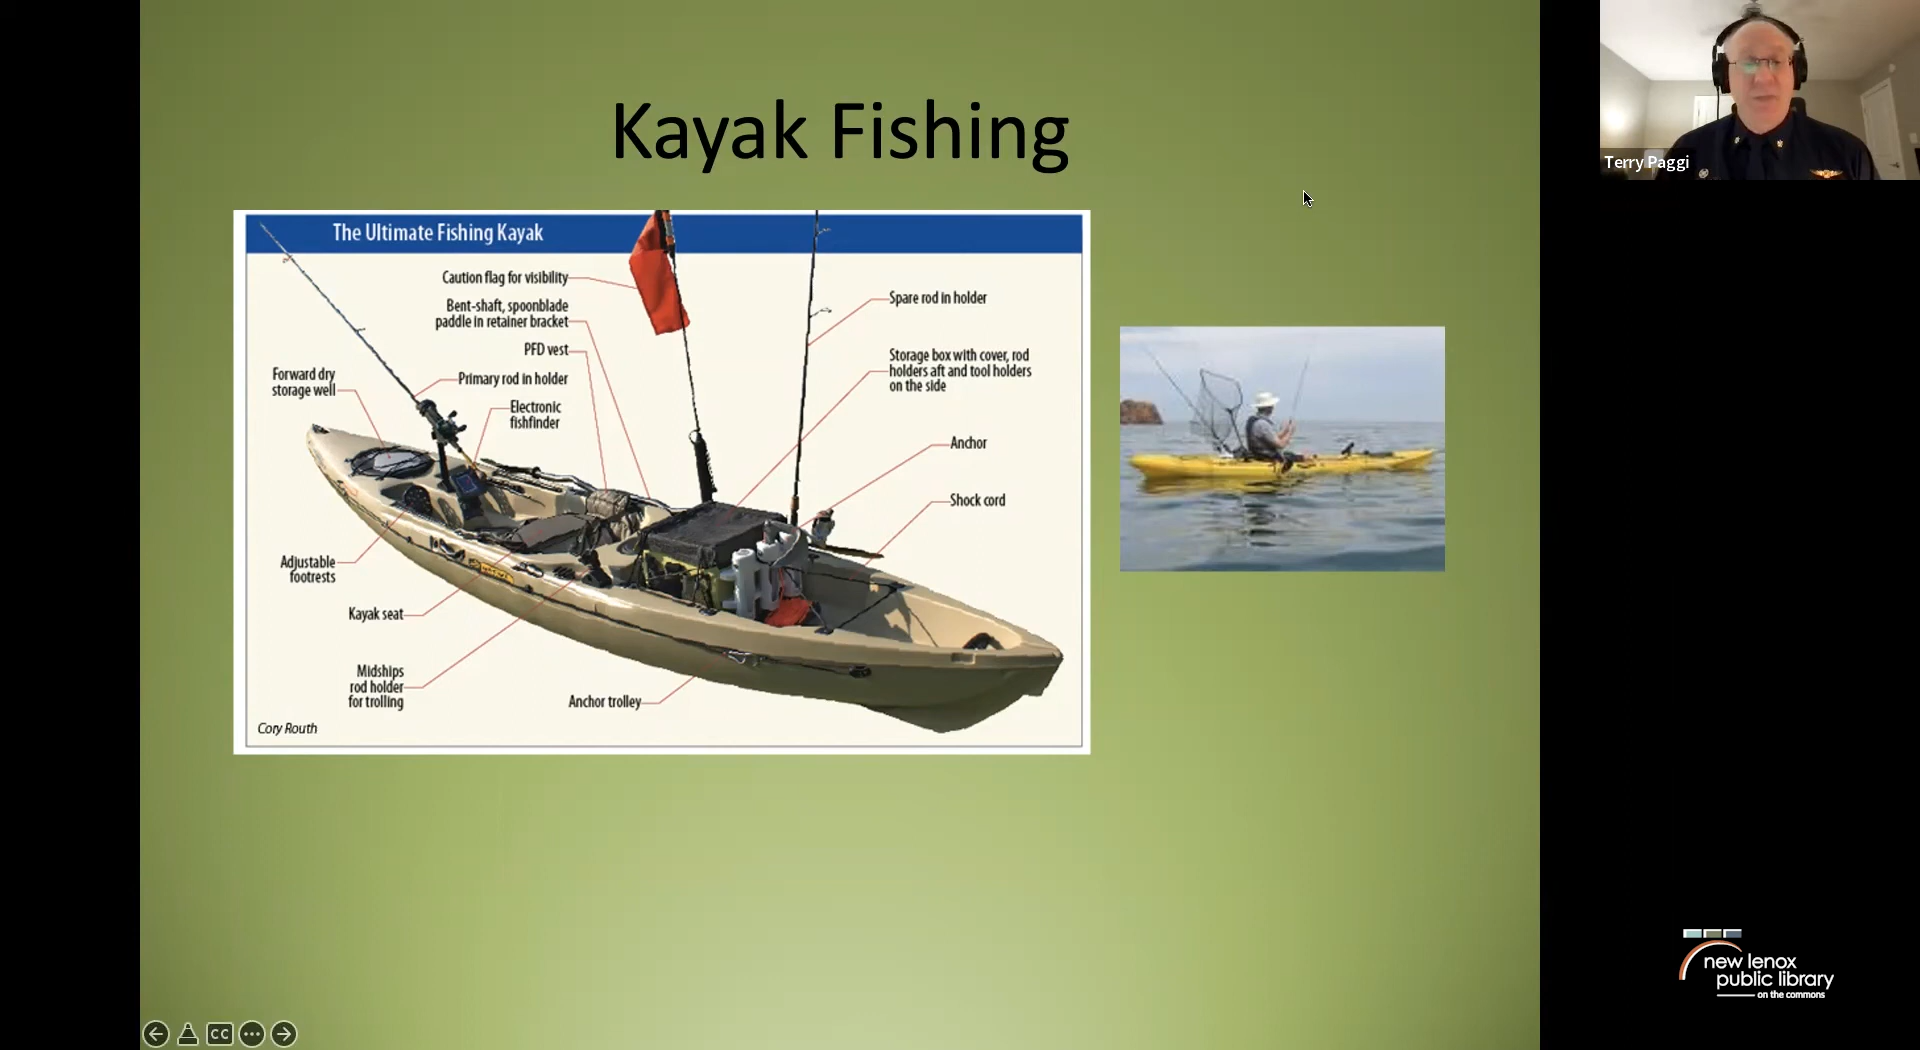 Kayak Fishing
The Ultimate Fishing Kayak
Caution flag for visibility
Bent-shaft, spoonblade
paddle in retainer bracket
PFD vest
Primary rod in holder
Electronic
fishfinder
Forward dry
storage well
Adjustable
footrests
Kayak seat
Midships
rod holder
for trolling
Anchor trolley
Spare rod in holder
Storage box with cover, rod
holders aft and tool holders
on the side
Anchor
Shock cord
Cory Routh
Terry Paggi
new lenox
public library
on the commons
CC